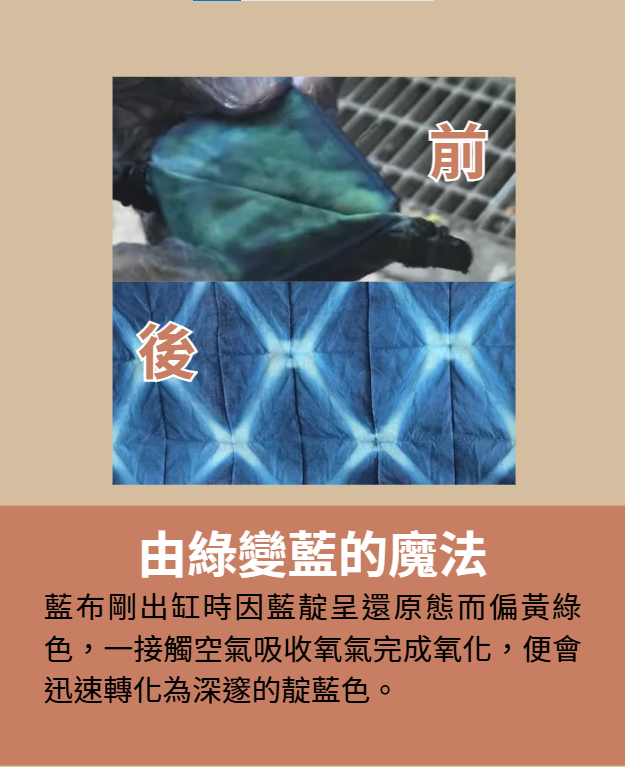 前
後
由綠變藍的魔法
藍布剛出缸時因藍靛呈還原態而偏黃綠
色，一接觸空氣吸收氧氣完成氧化，便會
迅速轉化為深邃的靛藍色。